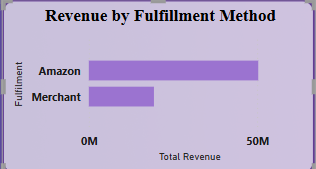 Revenue by Fulfillment Method
Fulfilment
Amazon
Merchant
0M 50M
Total Revenue